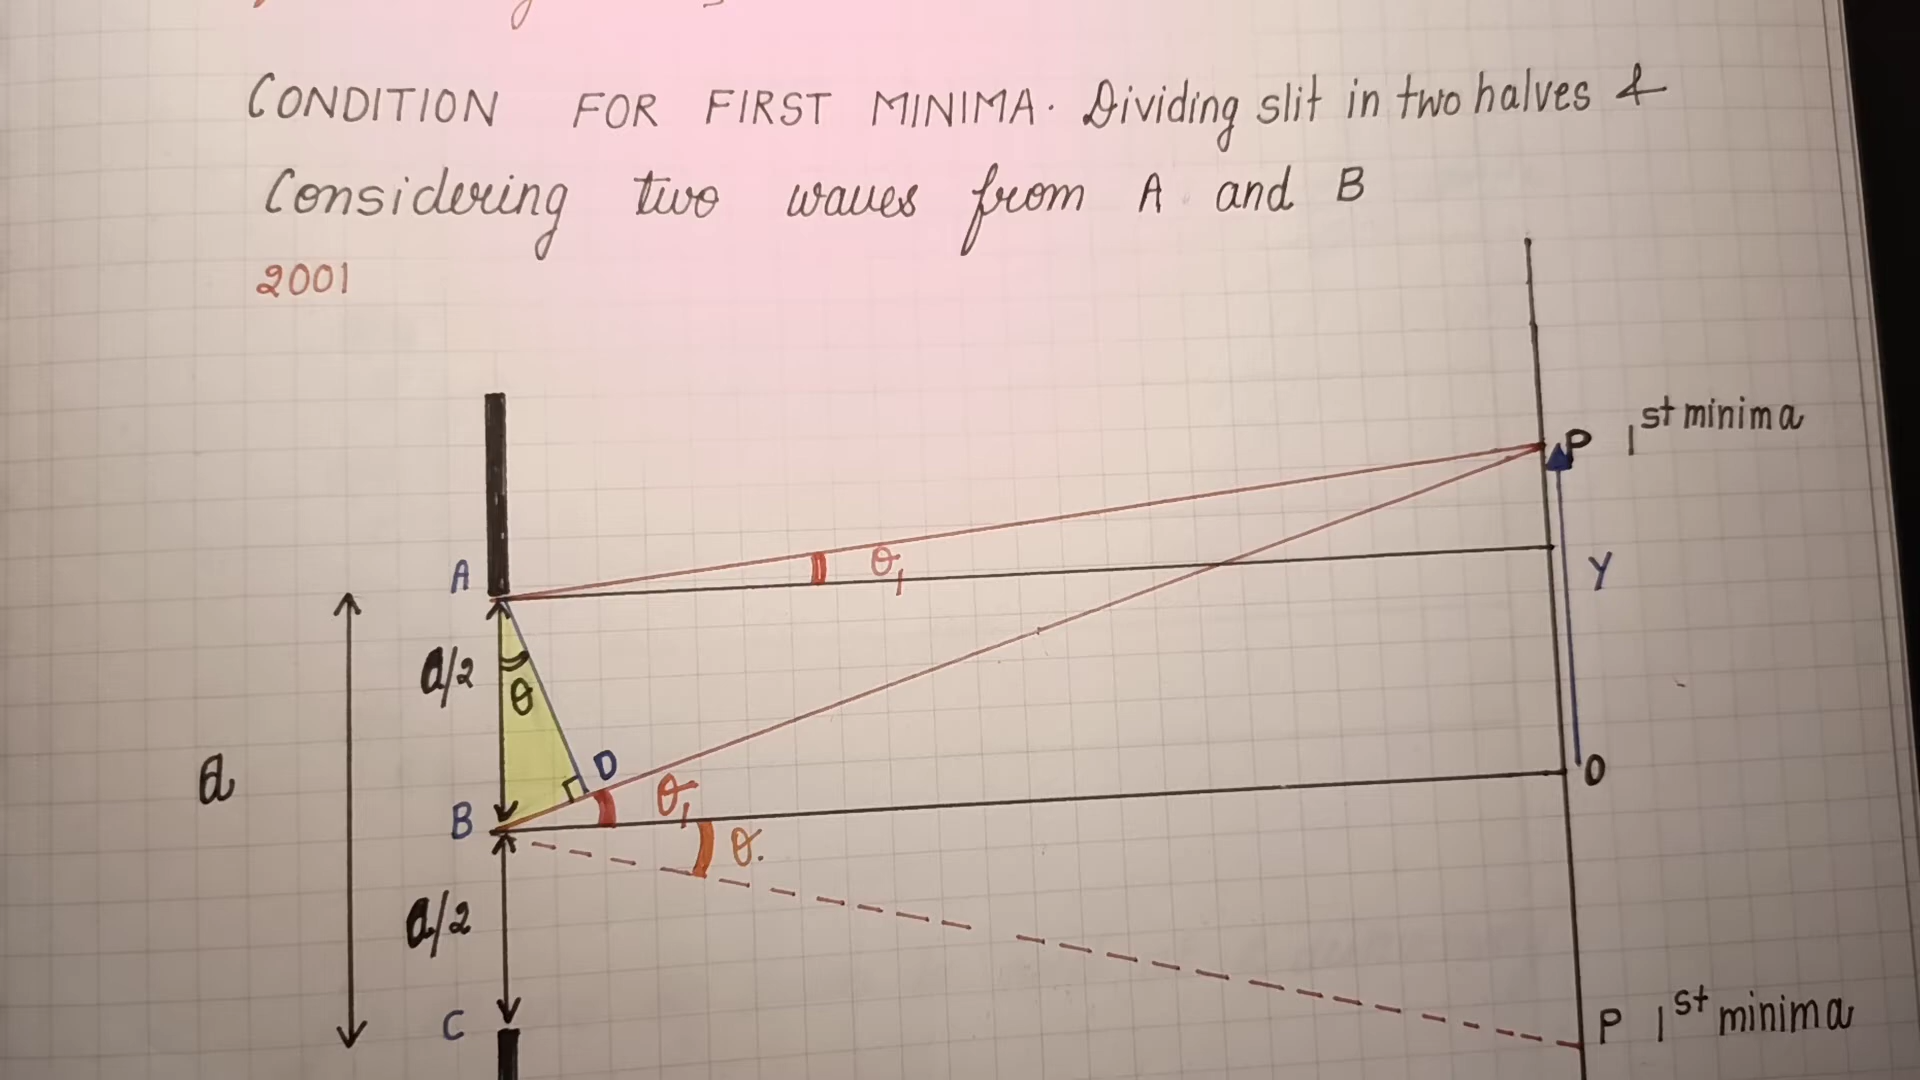 CONDITION FOR FIRST MINIMA. Dividing slit in two halves &
Considering two waves from A and B
2001
P 1st minima
A
θ1
Y
a/2
θ
a
D
O
B
θ1
θ.
a/2
C
P 1st minima